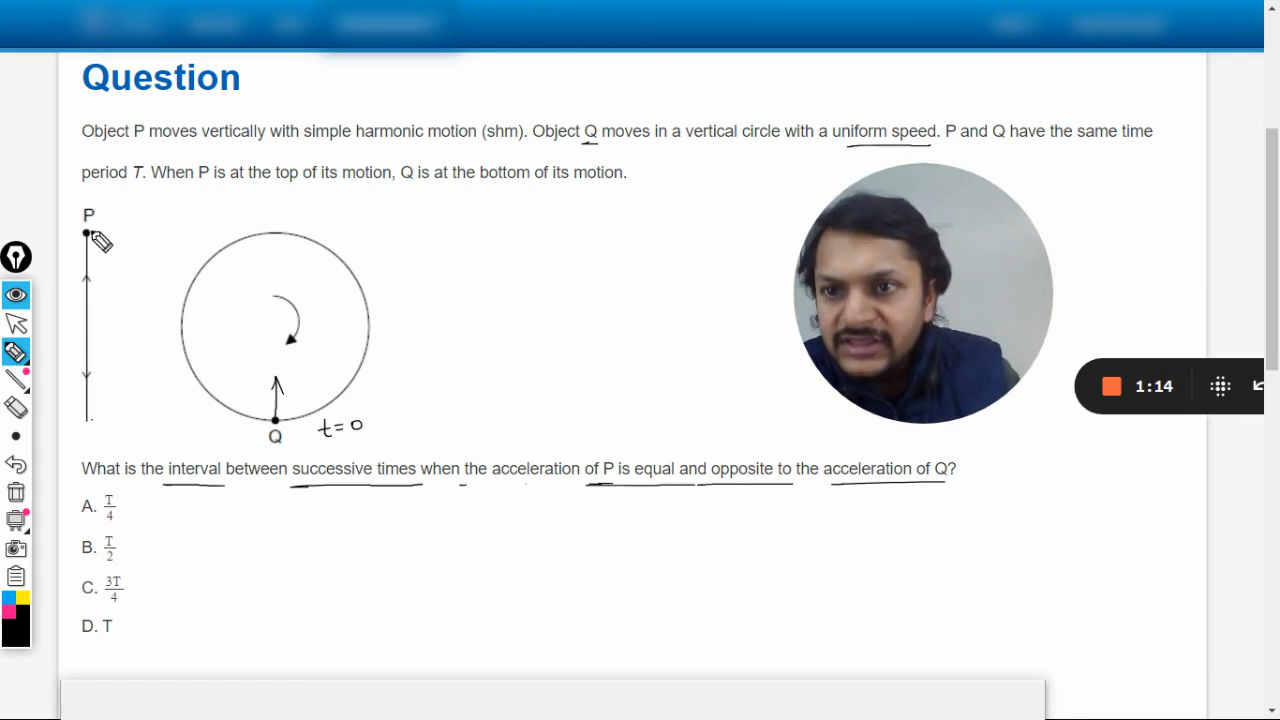 Question
Object P moves vertically with simple harmonic motion (shm). Object Q moves in a vertical circle with a uniform speed. P and Q have the same time
period T. When P is at the top of its motion, Q is at the bottom of its motion.
P
Q
t=0
What is the interval between successive times when the acceleration of P is equal and opposite to the acceleration of Q?
A. T/4
B. T/2
C. 3T/4
D. T
1:14